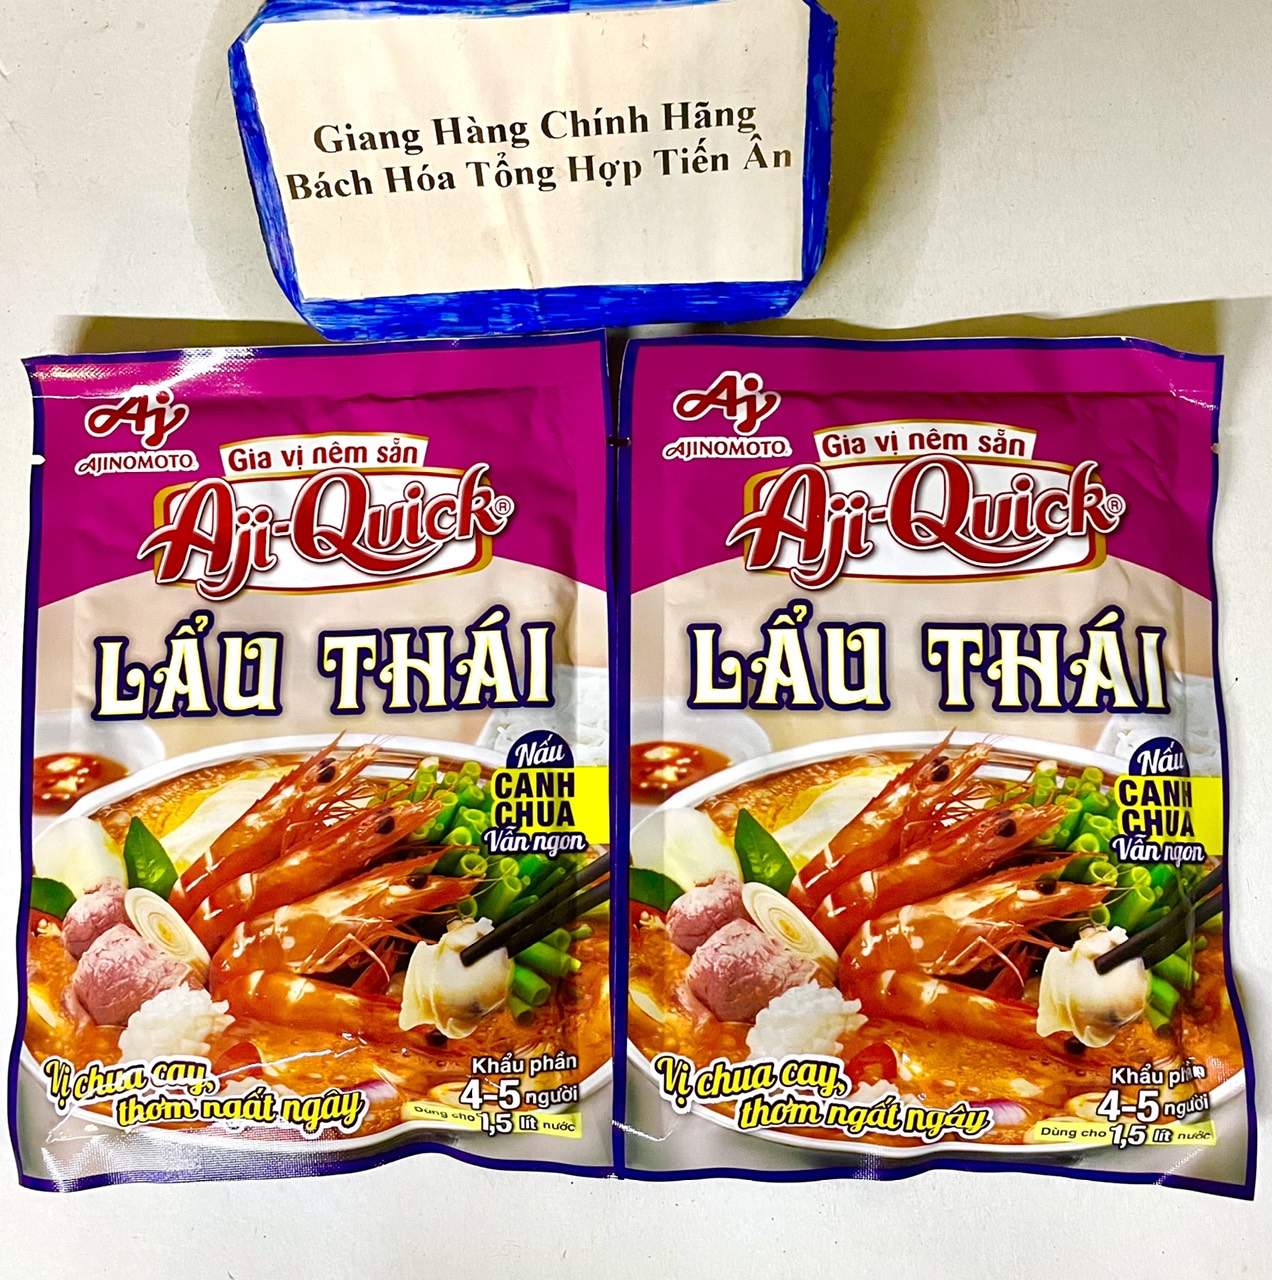 Giang Hàng Chính Hãng
Bách Hóa Tổng Hợp Tiến Ân
Aj
AJINOMOTO®
Gia vị nêm sẵn
Aji-Quick®
LẨU THÁI
Nấu
CANH
CHUA
Vẫn ngon
Vị chua cay,
thơm ngất ngây
Khẩu phần
4-5 người
Dùng cho 1,5 lít nước
Aj
AJINOMOTO®
Gia vị nêm sẵn
Aji-Quick®
LẨU THÁI
Nấu
CANH
CHUA
Vẫn ngon
Vị chua cay,
thơm ngất ngây
Khẩu phần
4-5 người
Dùng cho 1,5 lít nước